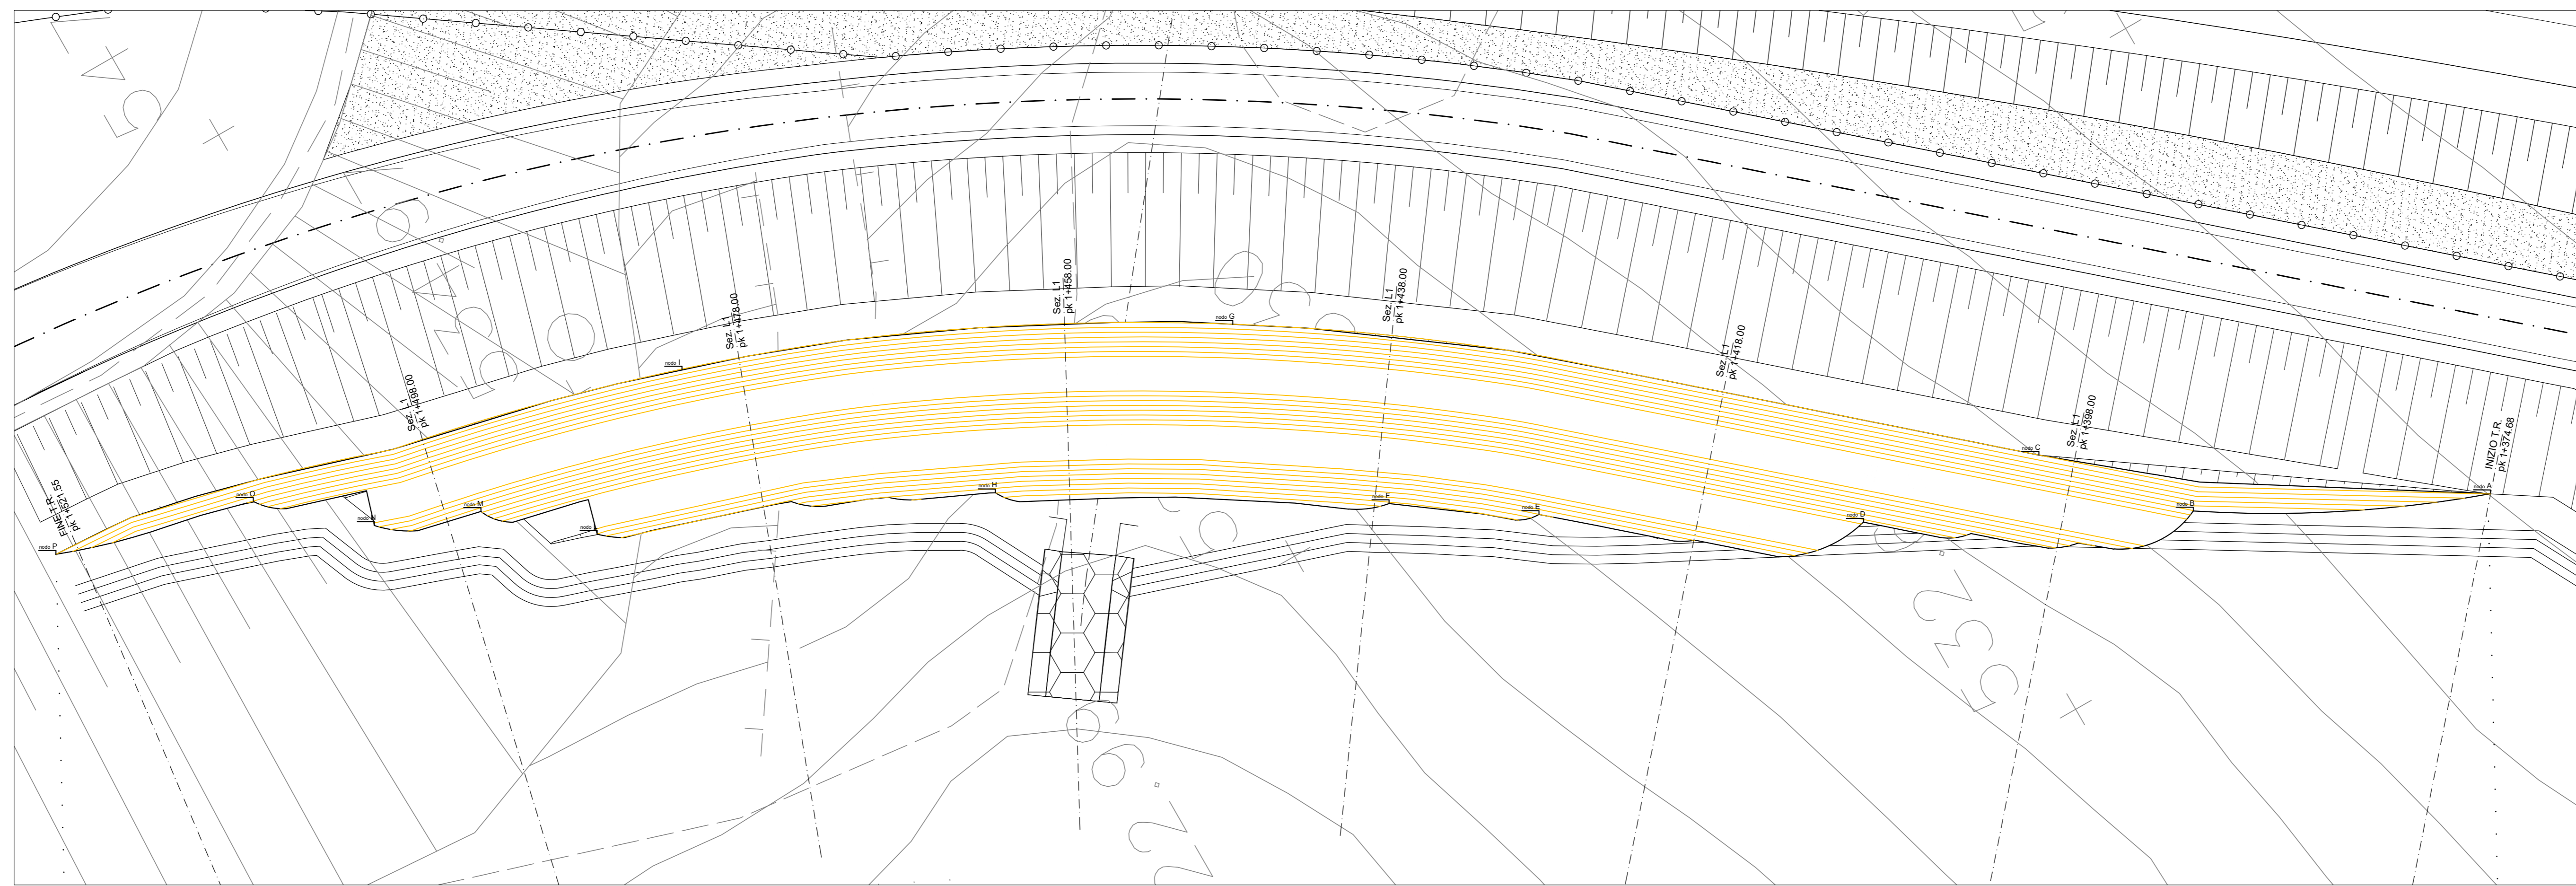 Sez. L1
pk 1+458.00
Sez. L1
pk 1+438.00
Sez. L1
pk 1+478.00
nodo G
Sez. L1
pk 1+418.00
nodo I
Sez. L1
pk 1+498.00
Sez. L1
pk 1+398.00
nodo C
INIZIO T.R.
pk 1+374.68
FINE T.R.
pk 1+521.55
nodo O
nodo H
nodo A
nodo F
nodo M
nodo B
nodo E
nodo N
nodo D
nodo
nodo P